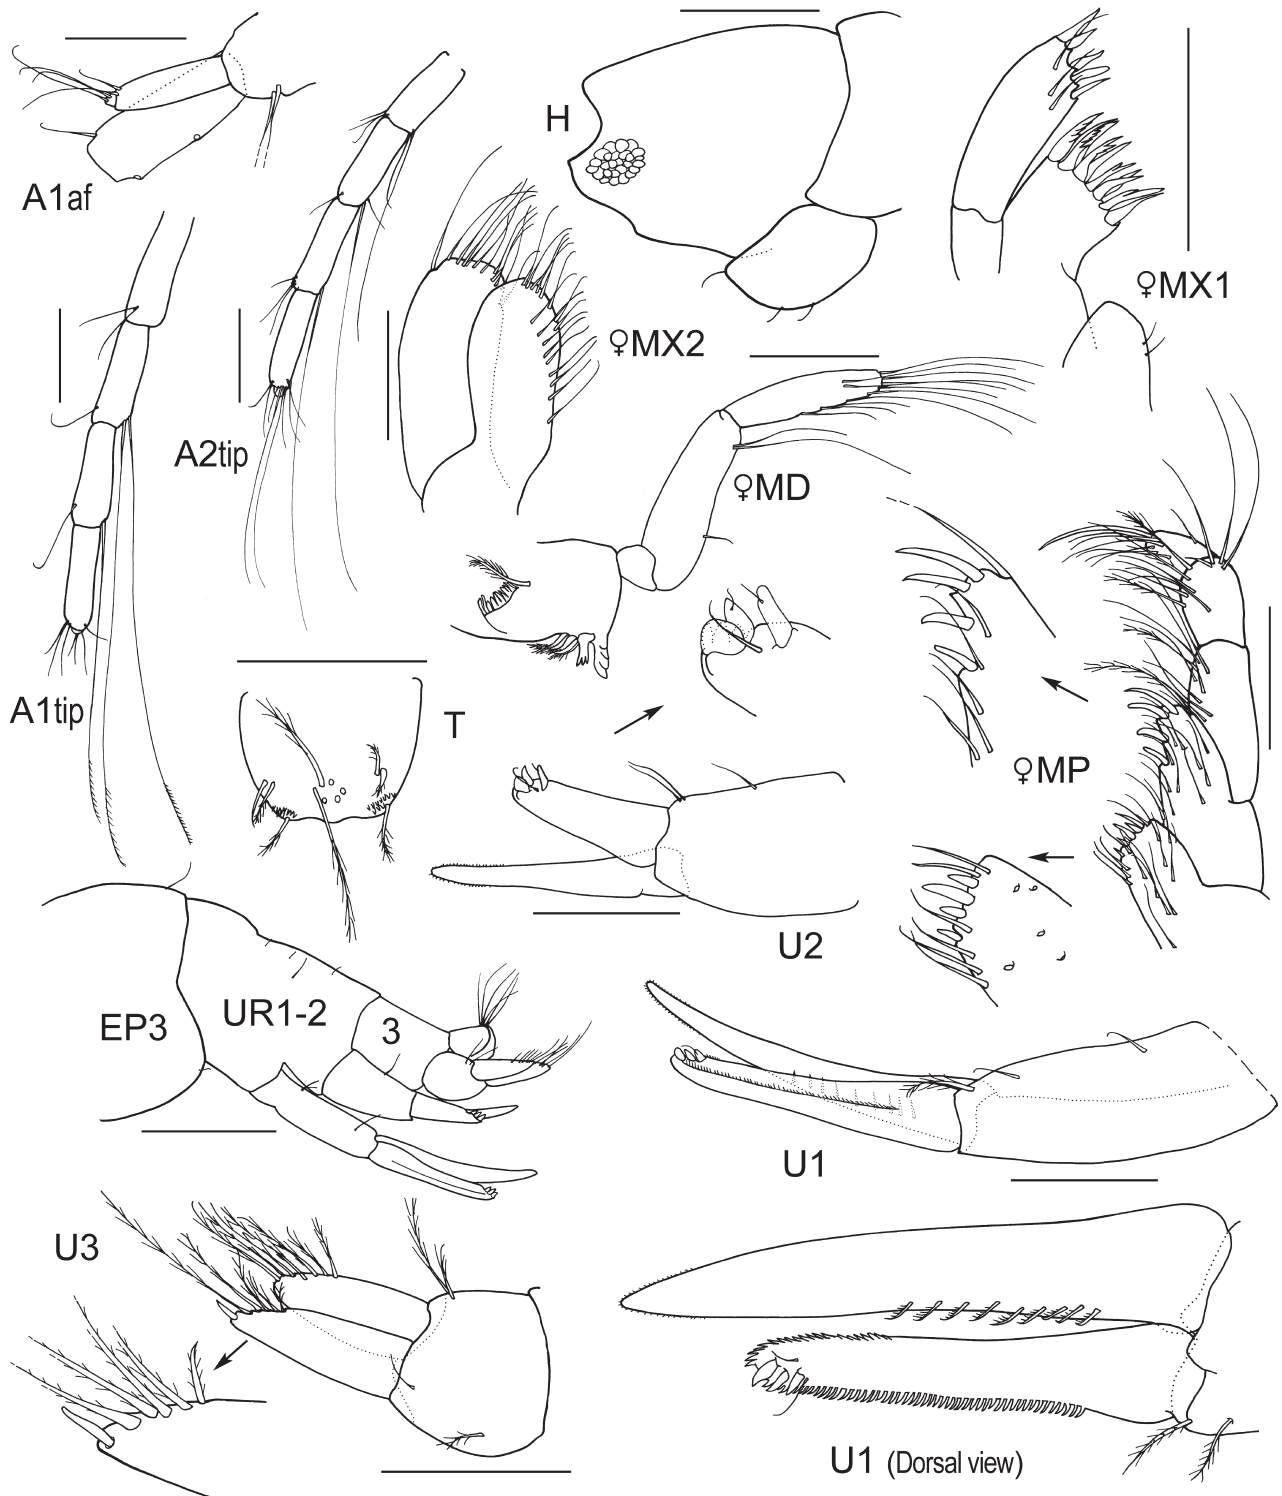 H
A1af
♀MX1
♀MX2
A2tip
♀MD
A1tip
T
♀MP
U2
EP3
UR1-2
3
U1
U3
U1 (Dorsal view)